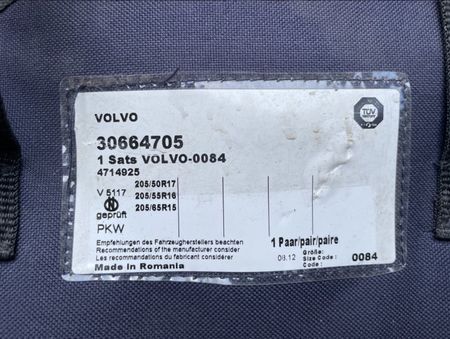 VOLVO
TÜV
30664705
1 Sats VOLVO-0084
4714925
205/50R17
V 5117 205/55R16
205/65R15
geprüft
PKW
1 Paar/pair/paire
Empfehlungen des Fahrzeugherstellers beachten
Recommendations of the manufacturer consider
Les recommandations du fabricant considérer
Größe:
08.12 Size Code: 0084
Code:
Made in Romania